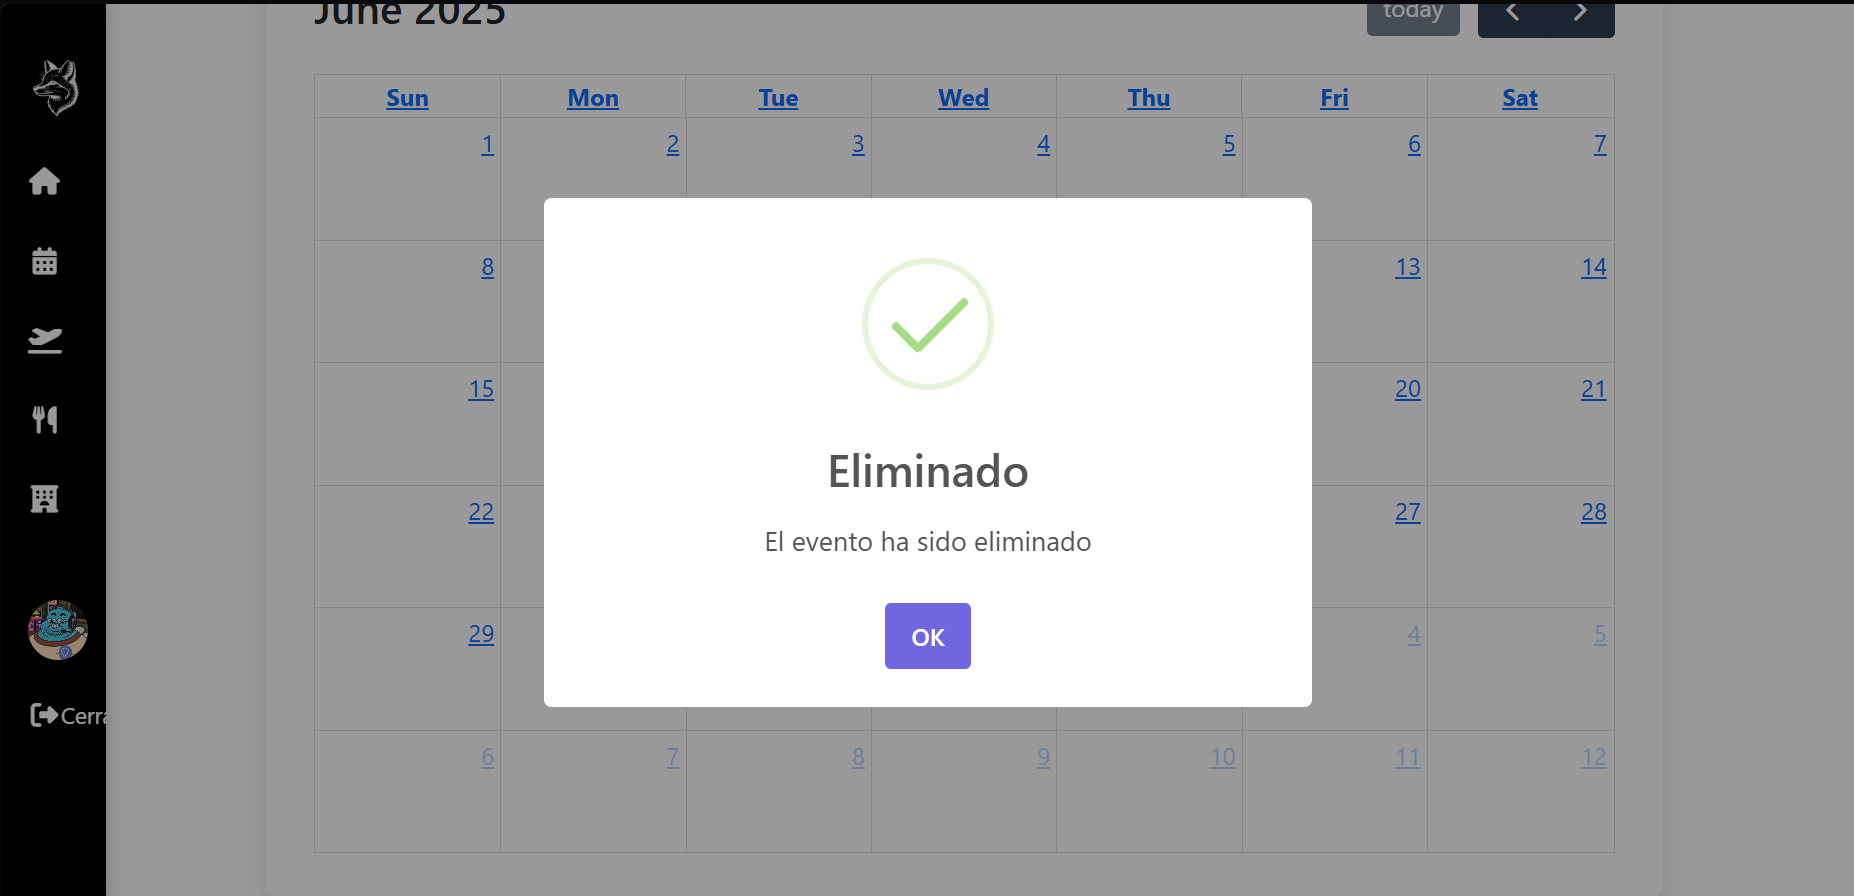 June 2025
today
Sun Mon Tue Wed Thu Fri Sat
1 2 3 4 5 6 7
8 13 14
15 20 21
22 27 28
29 4 5
6 7 8 9 10 11 12
Eliminado
El evento ha sido eliminado
OK
Cerra